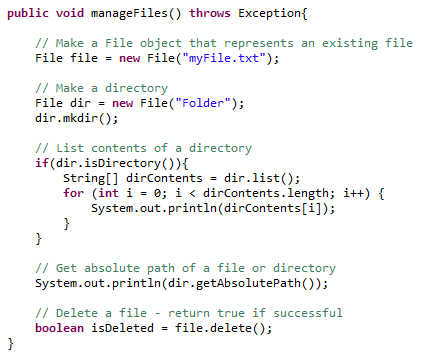 public void manageFiles() throws Exception{
// Make a File object that represents an existing file
File file = new File("myFile.txt");
// Make a directory
File dir = new File("Folder");
dir.mkdir();
// List contents of a directory
if(dir.isDirectory()){
String[] dirContents = dir.list();
for (int i = 0; i < dirContents.length; i++) {
System.out.println(dirContents[i]);
}
}
// Get absolute path of a file or directory
System.out.println(dir.getAbsolutePath());
// Delete a file - return true if successful
boolean isDeleted = file.delete();
}